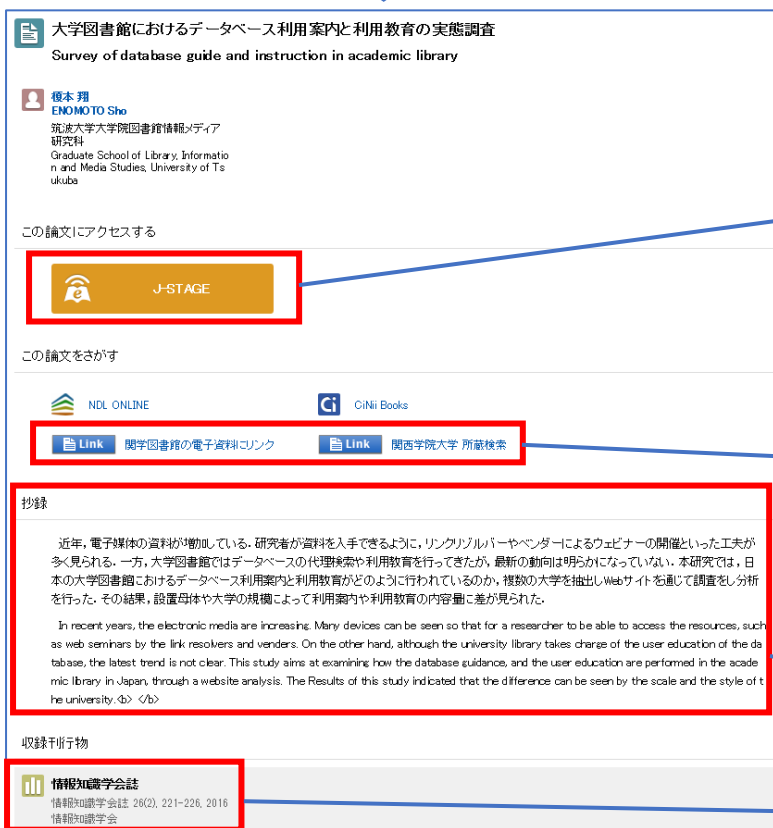 大学図書館におけるデータベース利用案内と利用教育の実態調査
Survey of database guide and instruction in academic library
榎本 翔
ENOMOTO Sho
筑波大学大学院図書館情報メディア
研究科
Graduate School of Library, Informatio
n and Media Studies, University of Ts
ukuba
この論文にアクセスする
J-STAGE
この論文をさがす
NDL ONLINE
Ci CiNii Books
Link 関学図書館の電子資料にリンク
Link 関西学院大学 所蔵検索
抄録
近年，電子媒体の資料が増加している．研究者が資料を入手できるように，リンクリゾルバーやベンダーによるウェビナーの開催といった工夫が
多く見られる．一方，大学図書館ではデータベースの代理検索や利用教育を行ってきたが，最新の動向は明らかになっていない．本研究では，日
本の大学図書館におけるデータベース利用案内と利用教育がどのように行われているのか，複数の大学を抽出しWebサイトを通じて調査をし分析
を行った．その結果，設置母体や大学の規模によって利用案内や利用教育の内容量に差が見られた．
In recent years, the electronic media are increasing. Many devices can be seen so that for a researcher to be able to access the resources, such
as web seminars by the link resolvers and venders. On the other hand, although the university library takes charge of the user education of the da
tabase, the latest trend is not clear. This study aims at examining how the database guidance, and the user education are performed in the acade
mic library in Japan, through a website analysis. The Results of this study indicated that the difference can be seen by the scale and the style of t
he university.<b> </b>
収録刊行物
情報知識学会誌
情報知識学会誌 26(2), 221-226, 2016
情報知識学会